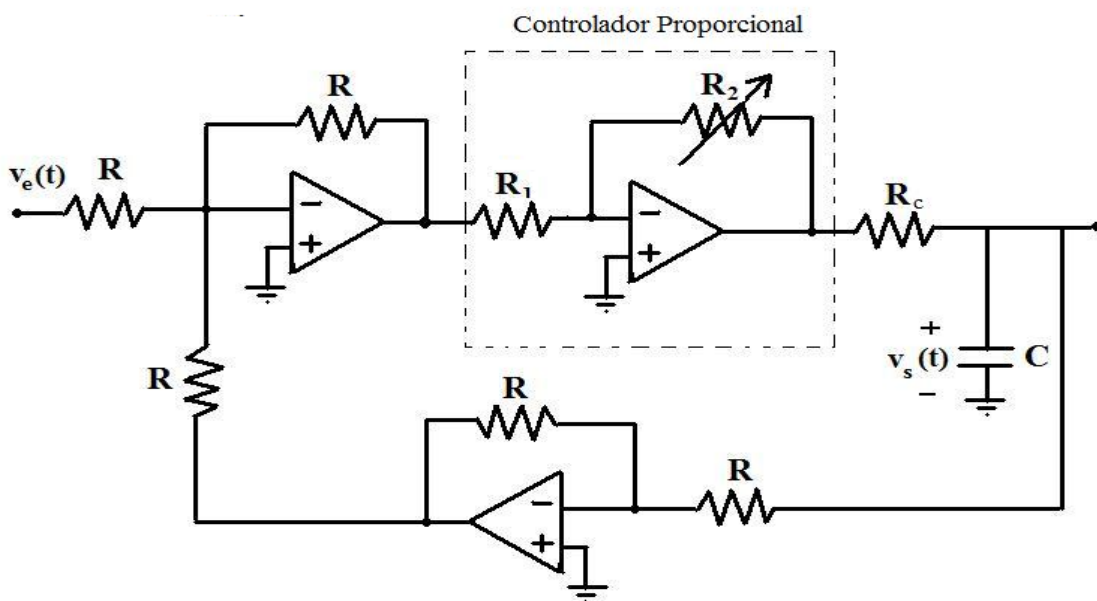 Controlador Proporcional
R
R₂
vₑ(t)
R
R₁
R꜀
−
+
−
+
R
+
vₛ(t)
−
C
R
R
−
+